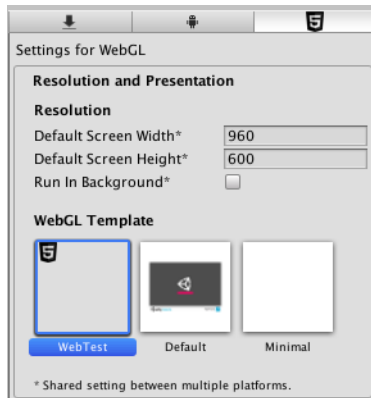 Settings for WebGL
Resolution and Presentation
Resolution
Default Screen Width* 960
Default Screen Height* 600
Run In Background*
WebGL Template
WebTest Default Minimal
* Shared setting between multiple platforms.